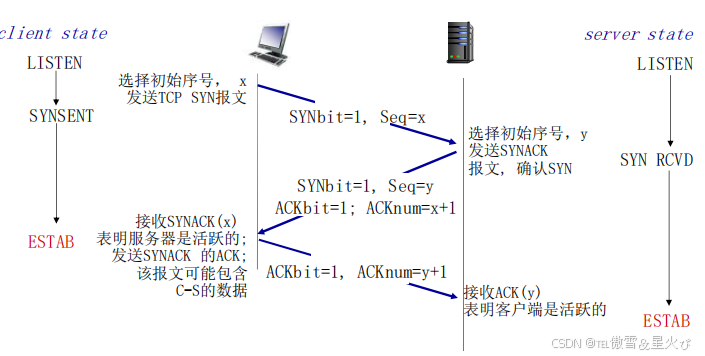 client state
server state
LISTEN
LISTEN
选择初始序号， x
发送TCP SYN报文
SYNSENT
SYNbit=1, Seq=x
选择初始序号，y
发送SYNACK
报文, 确认SYN
SYN RCVD
SYNbit=1, Seq=y
ACKbit=1; ACKnum=x+1
接收SYNACK(x)
表明服务器是活跃的;
发送SYNACK 的ACK;
该报文可能包含
C-S的数据
ESTAB
ACKbit=1, ACKnum=y+1
接收ACK(y)
表明客户端是活跃的
ESTAB